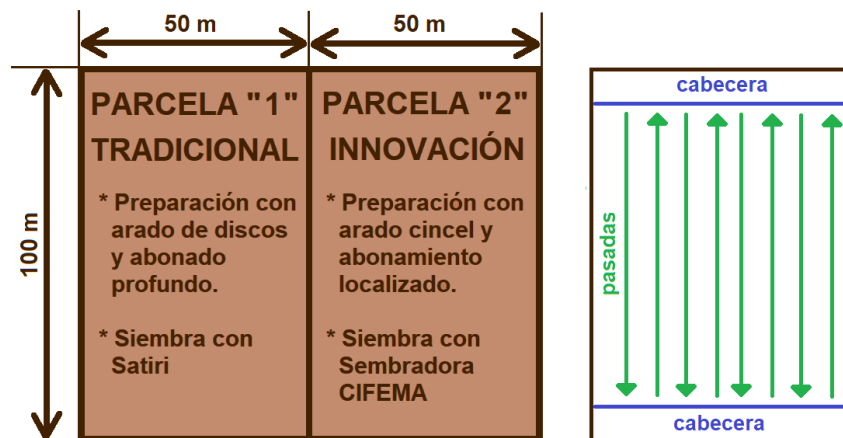 50 m
50 m
100 m
PARCELA "1"
TRADICIONAL
* Preparación con
arado de discos
y abonado
profundo.
* Siembra con
Satiri
PARCELA "2"
INNOVACIÓN
* Preparación con
arado cincel y
abonamiento
localizado.
* Siembra con
Sembradora
CIFEMA
cabecera
pasadas
cabecera